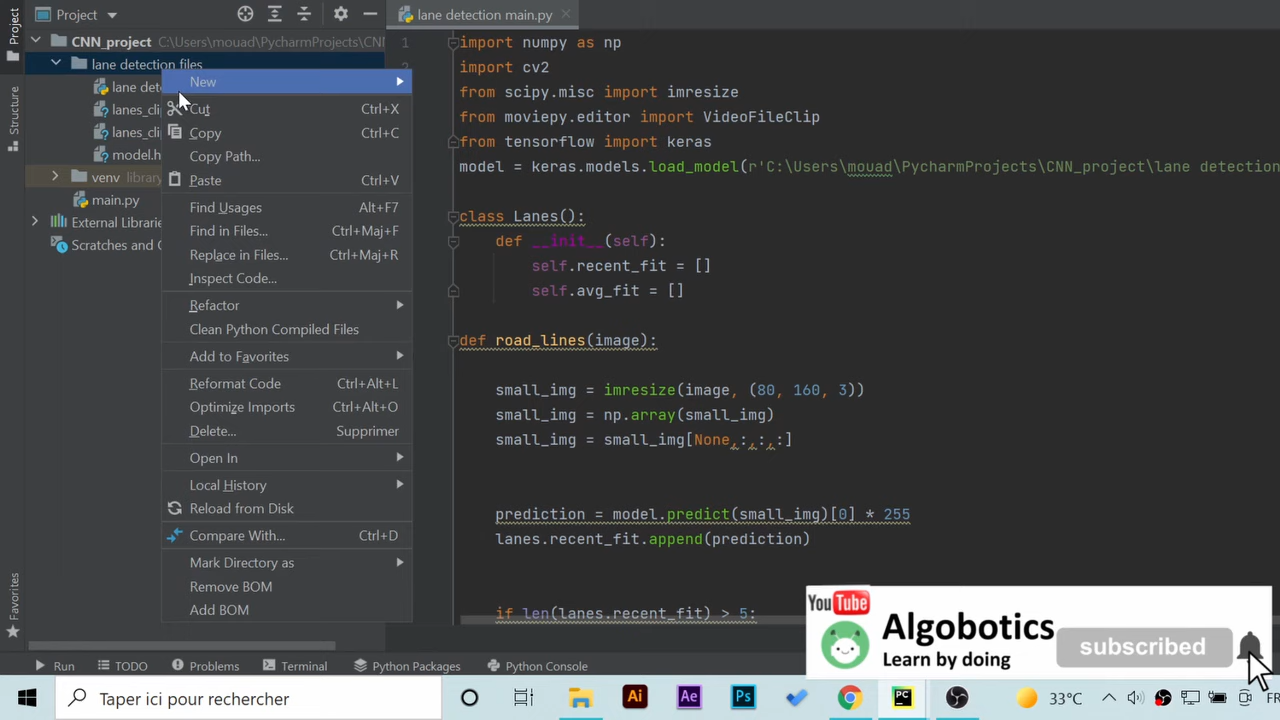 Project
lane detection main.py
Project
CNN_project C:\Users\mouad\PycharmProjects\CN
lane detection files
lane dete
lanes_cli
lanes_cli
model.h
venv library
main.py
External Librarie
Scratches and C
Structure
Favorites
New
Cut Ctrl+X
Copy Ctrl+C
Copy Path...
Paste Ctrl+V
Find Usages Alt+F7
Find in Files... Ctrl+Maj+F
Replace in Files... Ctrl+Maj+R
Inspect Code...
Refactor
Clean Python Compiled Files
Add to Favorites
Reformat Code Ctrl+Alt+L
Optimize Imports Ctrl+Alt+O
Delete... Supprimer
Open In
Local History
Reload from Disk
Compare With... Ctrl+D
Mark Directory as
Remove BOM
Add BOM
1 import numpy as np
2 import cv2
from scipy.misc import imresize
from moviepy.editor import VideoFileClip
from tensorflow import keras
model = keras.models.load_model(r'C:\Users\mouad\PycharmProjects\CNN_project\lane detection
class Lanes():
def __init__(self):
self.recent_fit = []
self.avg_fit = []
def road_lines(image):
small_img = imresize(image, (80, 160, 3))
small_img = np.array(small_img)
small_img = small_img[None,:,:,:]
prediction = model.predict(small_img)[0] * 255
lanes.recent_fit.append(prediction)
if len(lanes.recent_fit) > 5:
YouTube
Algobotics
Learn by doing
subscribed
Run TODO Problems Terminal Python Packages Python Console
Taper ici pour rechercher
Ai Ae Ps PC
33°C
FR